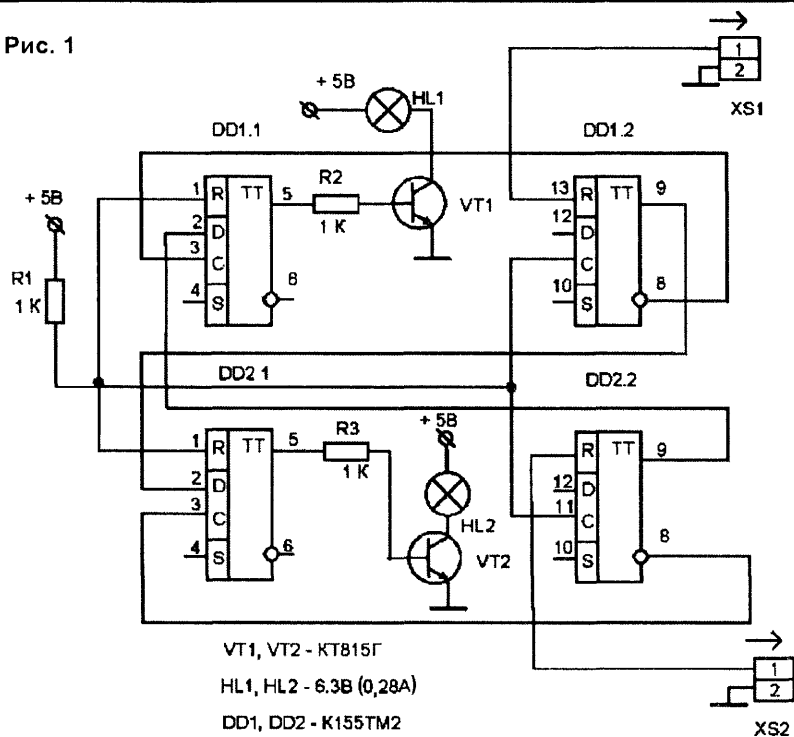 Рис. 1
1
2
XS1
+ 5В
HL1
DD1.1
DD1.2
+ 5В
R1
1 К
1
2
3
4
R
D
C
S
TT
5
6
R2
1 К
VT1
13
12
10
R
D
C
S
TT
9
8
DD2 1
DD2.2
1
2
3
4
R
D
C
S
TT
5
6
R3
1 К
+ 5В
HL2
VT2
12
11
10
R
D
C
S
TT
9
8
VT1, VT2 - КТ815Г
HL1, HL2 - 6.3В (0,28А)
DD1, DD2 - К155ТМ2
1
2
XS2